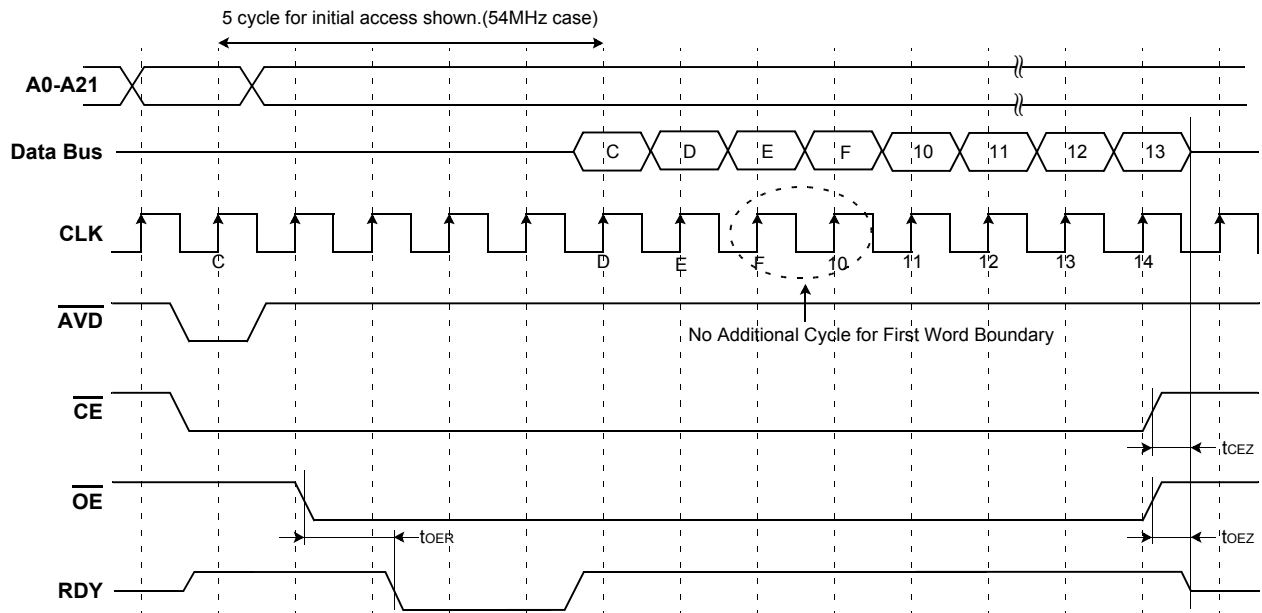 5 cycle for initial access shown.(54MHz case)
A0-A21
Data Bus
C D E F 10 11 12 13
CLK
C D E F 10 11 12 13 14
AVD
No Additional Cycle for First Word Boundary
CE
tCEZ
OE
tOER
tOEZ
RDY